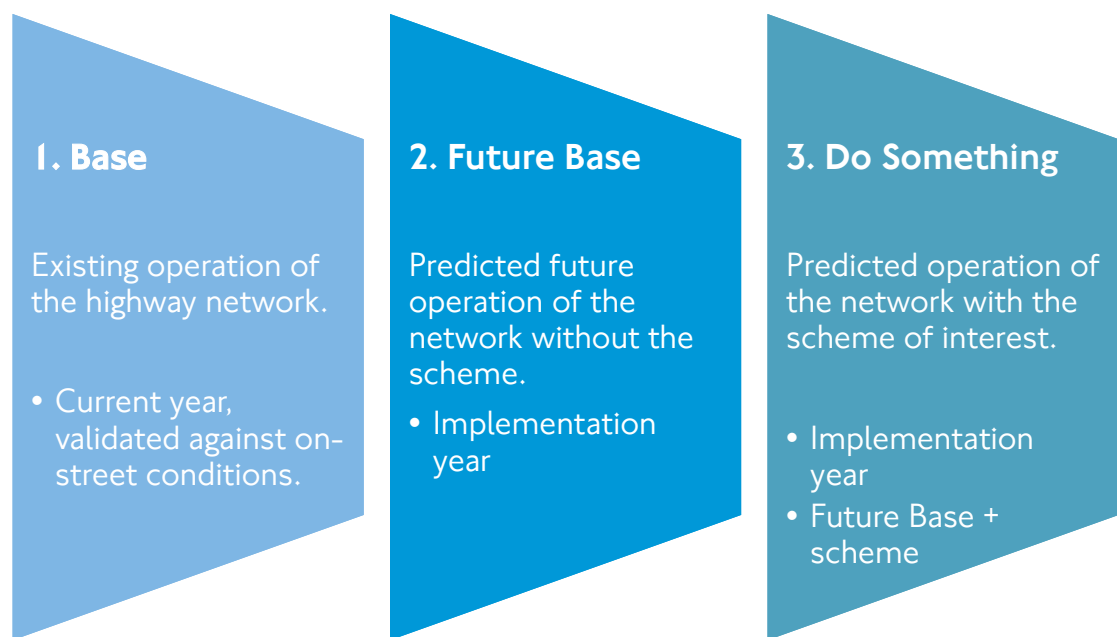 1. Base
Existing operation of
the highway network.
• Current year,
validated against on-
street conditions.
2. Future Base
Predicted future
operation of the
network without the
scheme.
• Implementation
year
3. Do Something
Predicted operation of
the network with the
scheme of interest.
• Implementation
year
• Future Base +
scheme